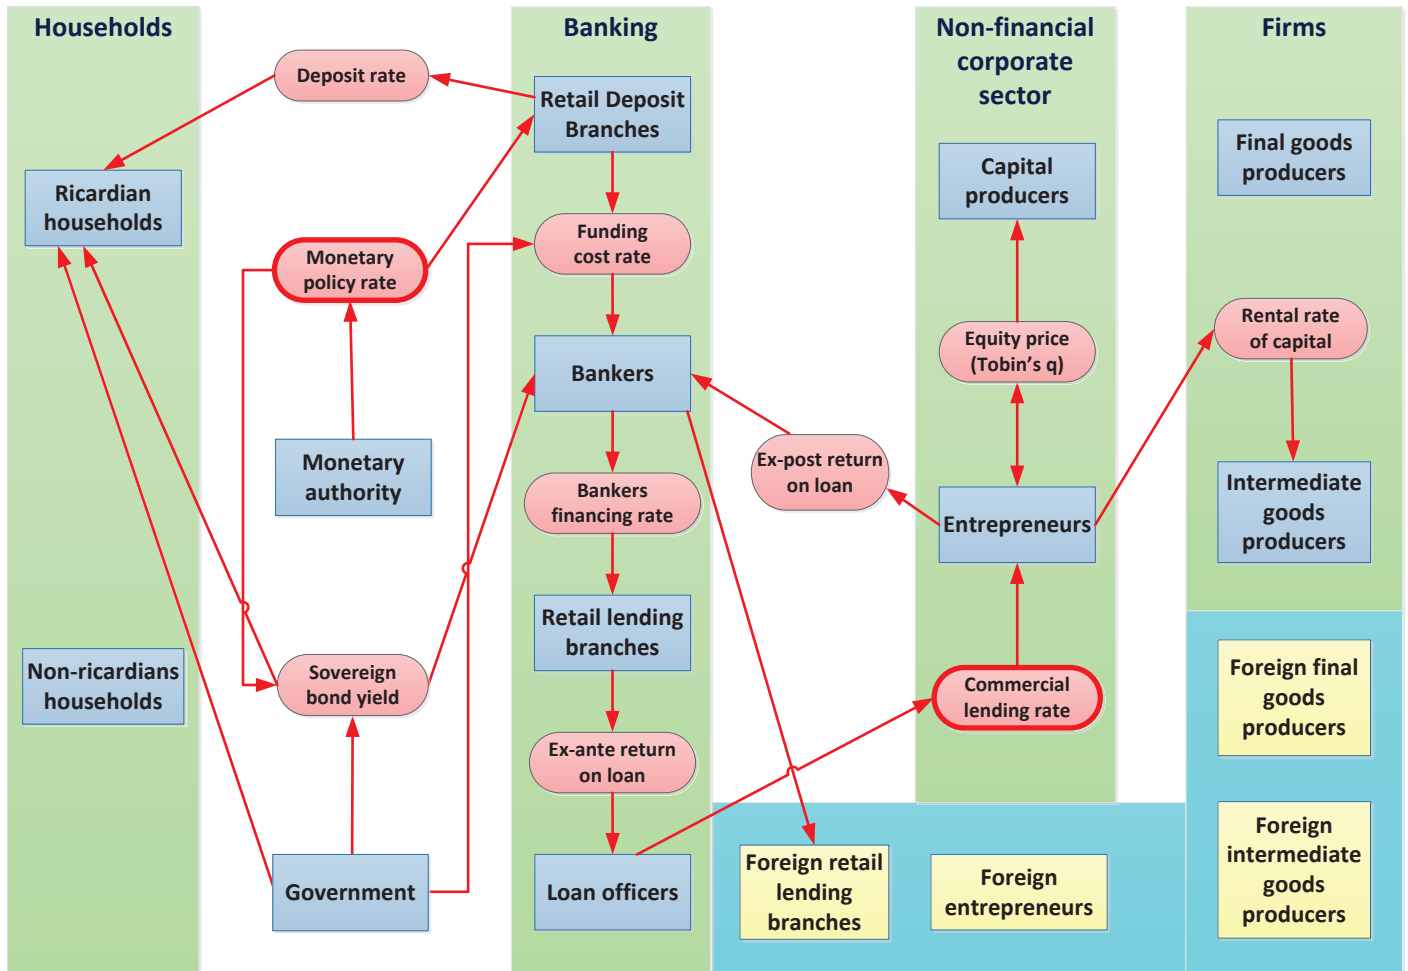 Households
Banking
Non-financial
corporate
sector
Firms
Deposit rate
Retail Deposit
Branches
Final goods
producers
Capital
producers
Ricardian
households
Funding
cost rate
Monetary
policy rate
Rental rate
of capital
Equity price
(Tobin's q)
Bankers
Monetary
authority
Ex-post return
on loan
Bankers
financing rate
Entrepreneurs
Intermediate
goods
producers
Retail lending
branches
Non-ricardians
households
Sovereign
bond yield
Commercial
lending rate
Foreign final
goods
producers
Ex-ante return
on loan
Government
Loan officers
Foreign retail
lending
branches
Foreign
entrepreneurs
Foreign
intermediate
goods
producers